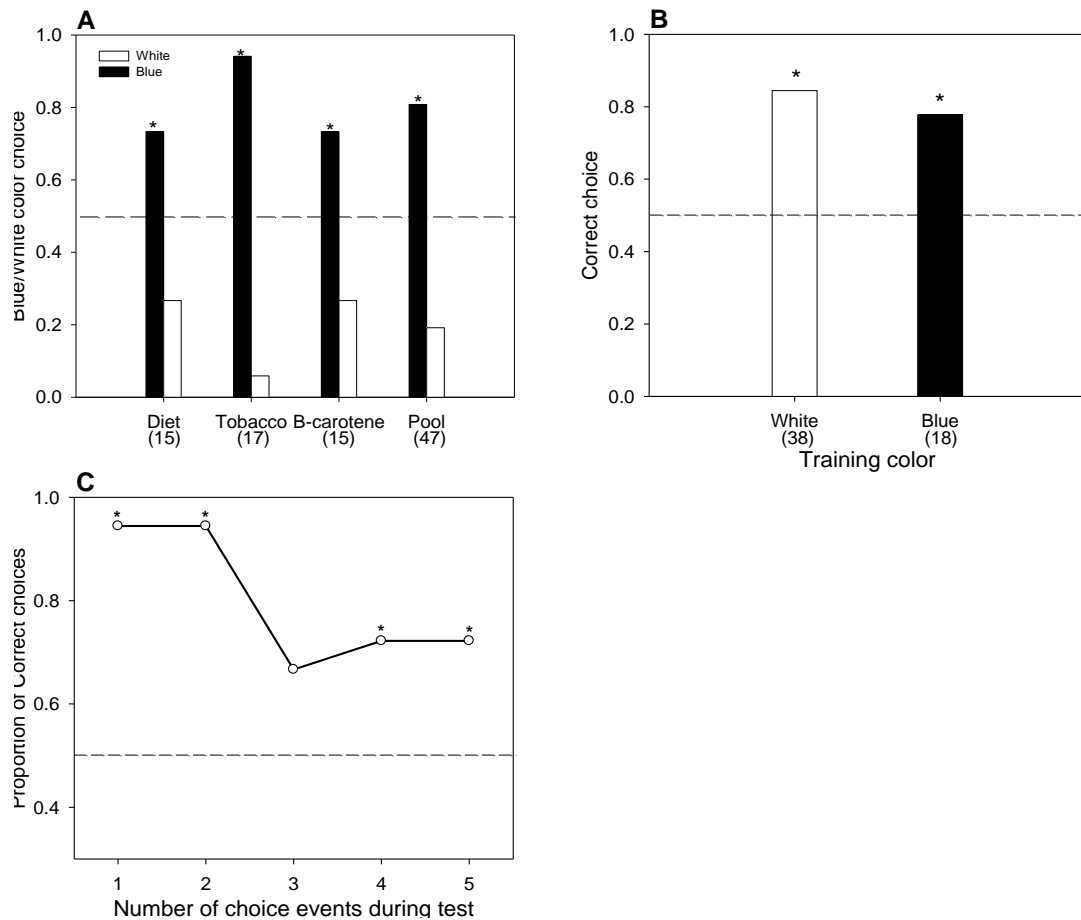 A
1.0
0.8
0.6
0.4
0.2
0.0
Blue/White color choice
White
Blue
*
*
*
*
Diet Tobacco B-carotene Pool
(15) (17) (15) (47)
B
1.0
0.8
0.6
0.4
0.2
0.0
Correct choice
*
*
White Blue
(38) (18)
Training color
C
1.0
0.8
0.6
0.4
Proportion of Correct choices
*
*
*
*
1 2 3 4 5
Number of choice events during test